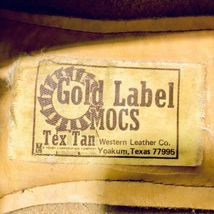 Gold Label
MOCS
Tex Tan Western Leather Co.
Yoakum, Texas 77995